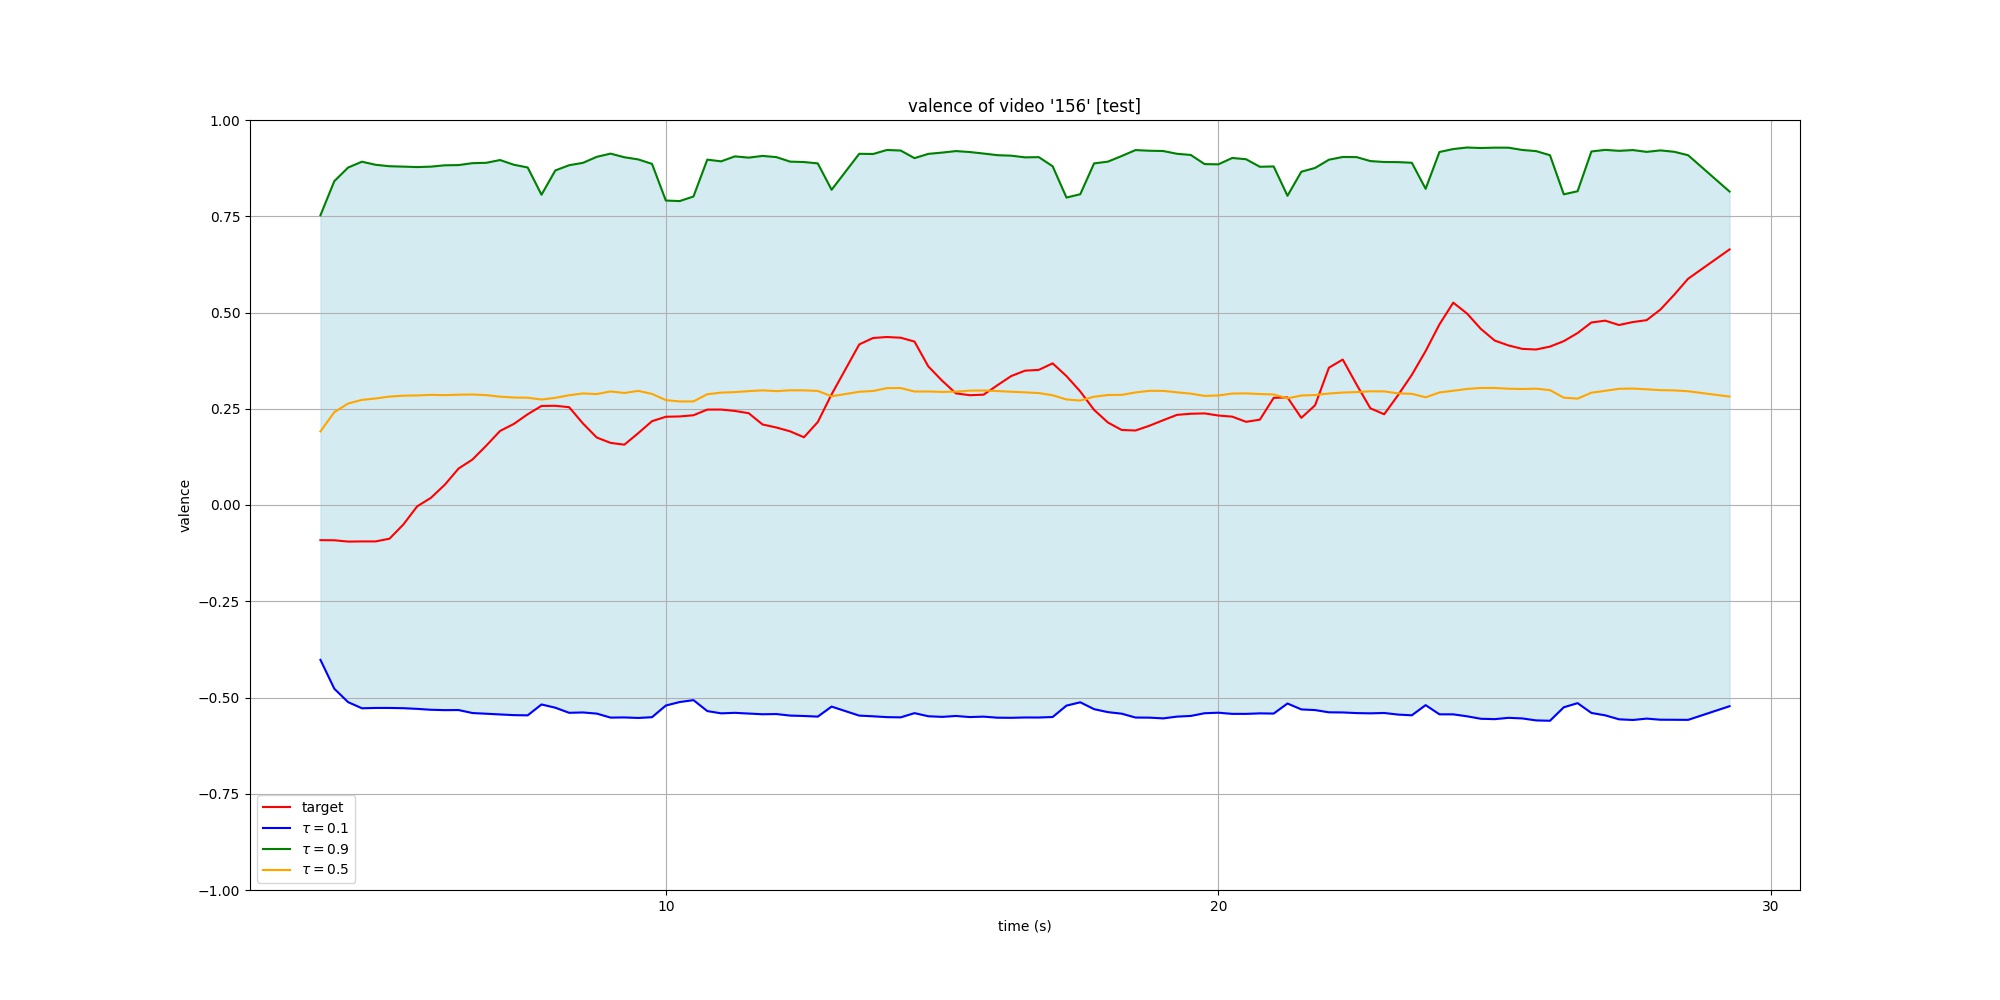 valence of video '156' [test]
1.00
0.75
0.50
0.25
0.00
−0.25
−0.50
−0.75
−1.00
valence
target
τ = 0.1
τ = 0.9
τ = 0.5
10
20
30
time (s)